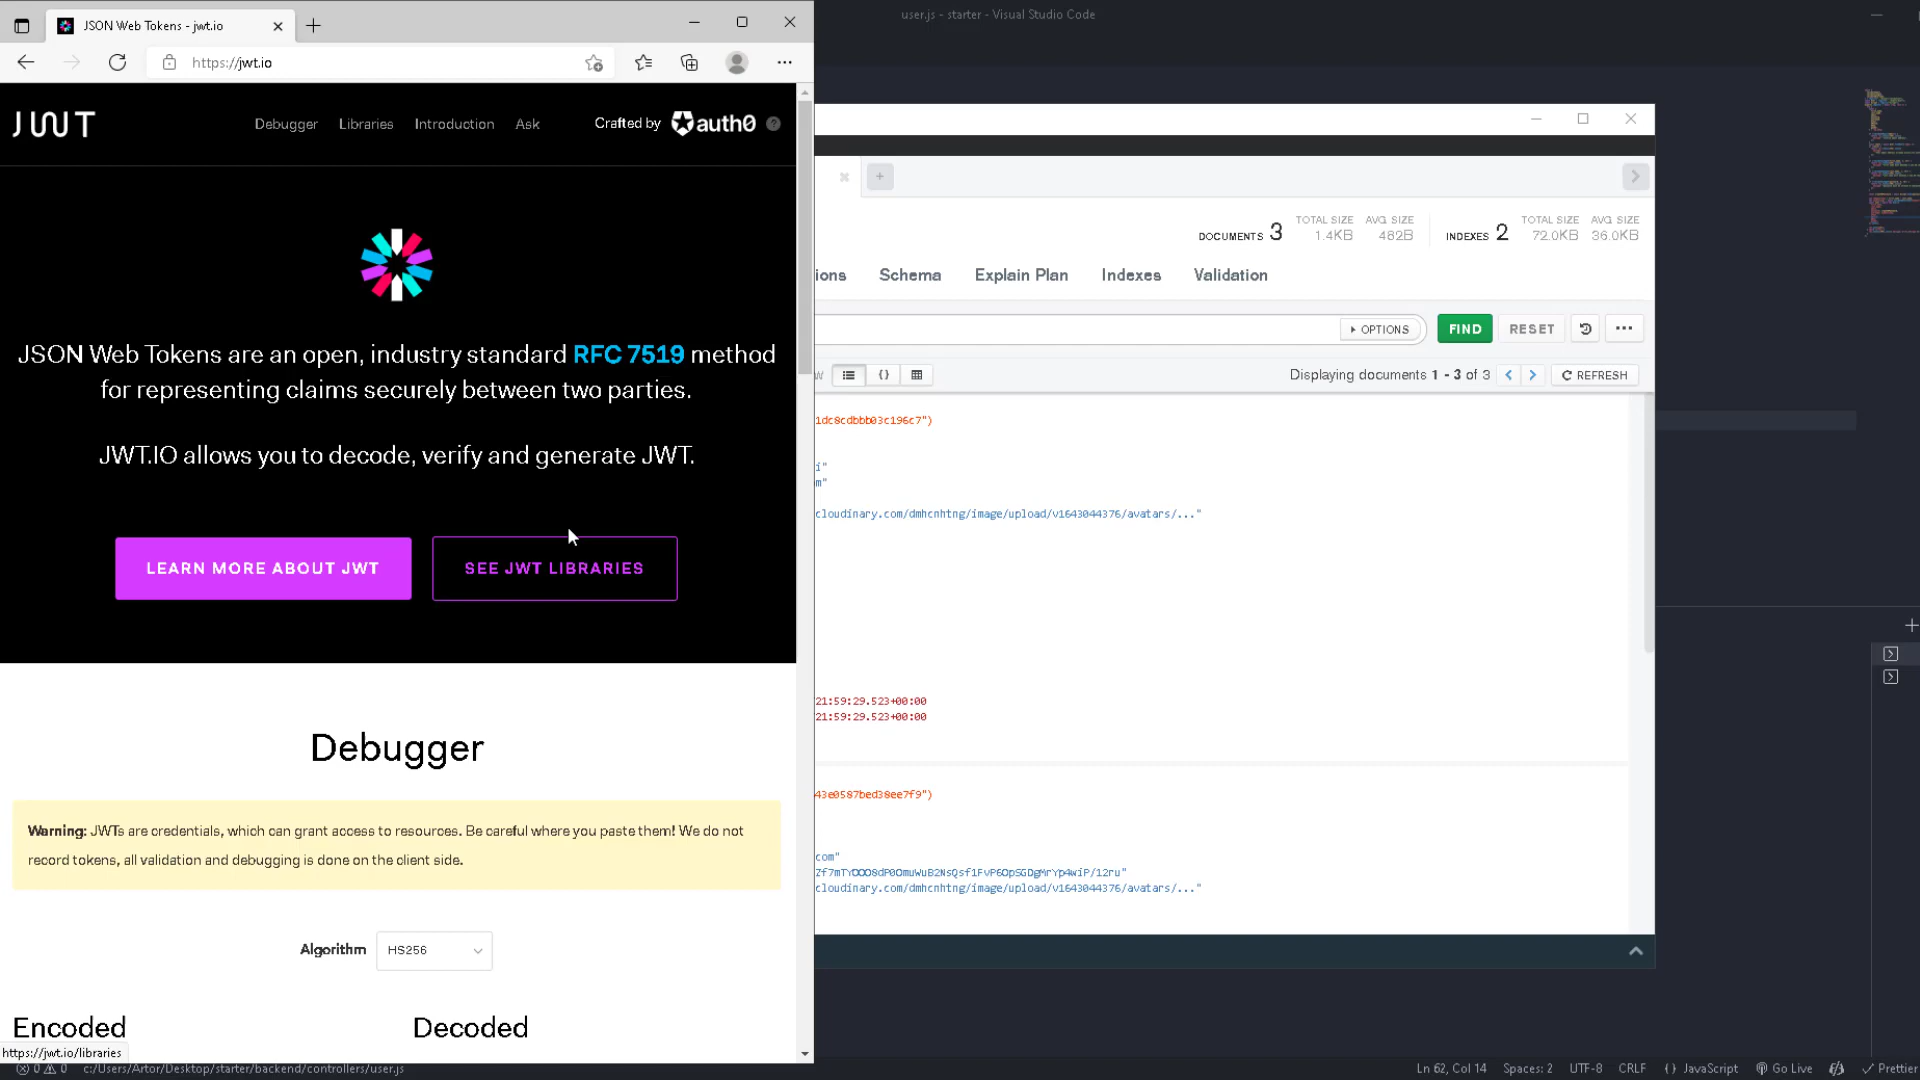 JSON Web Tokens - jwt.io
https://jwt.io
JWT
Debugger
Libraries
Introduction
Ask
Crafted by auth0
JSON Web Tokens are an open, industry standard RFC 7519 method
for representing claims securely between two parties.
JWT.IO allows you to decode, verify and generate JWT.
LEARN MORE ABOUT JWT
SEE JWT LIBRARIES
Debugger
Warning: JWTs are credentials, which can grant access to resources. Be careful where you paste them! We do not
record tokens, all validation and debugging is done on the client side.
Algorithm HS256
Encoded
Decoded
https://jwt.io/libraries
user.js - starter - Visual Studio Code
DOCUMENTS 3
TOTAL SIZE
1.4KB
AVG. SIZE
482B
INDEXES 2
TOTAL SIZE
72.0KB
AVG. SIZE
36.0KB
ions
Schema
Explain Plan
Indexes
Validation
OPTIONS
FIND
RESET
Displaying documents 1 - 3 of 3
REFRESH
1dc8cdbbb03c196c7")
i"
m"
cloudinary.com/dmhcnhtng/image/upload/v1643044376/avatars/..."
21:59:29.523+00:00
21:59:29.523+00:00
43e0587bed38ee7f9")
com"
cloudinary.com/dmhcnhtng/image/upload/v1643044376/avatars/..."
0 0 c:/Users/Artor/Desktop/starter/backend/controllers/user.js
Ln 62, Col 14
Spaces: 2
UTF-8
CRLF
{ } JavaScript
Go Live
Prettier